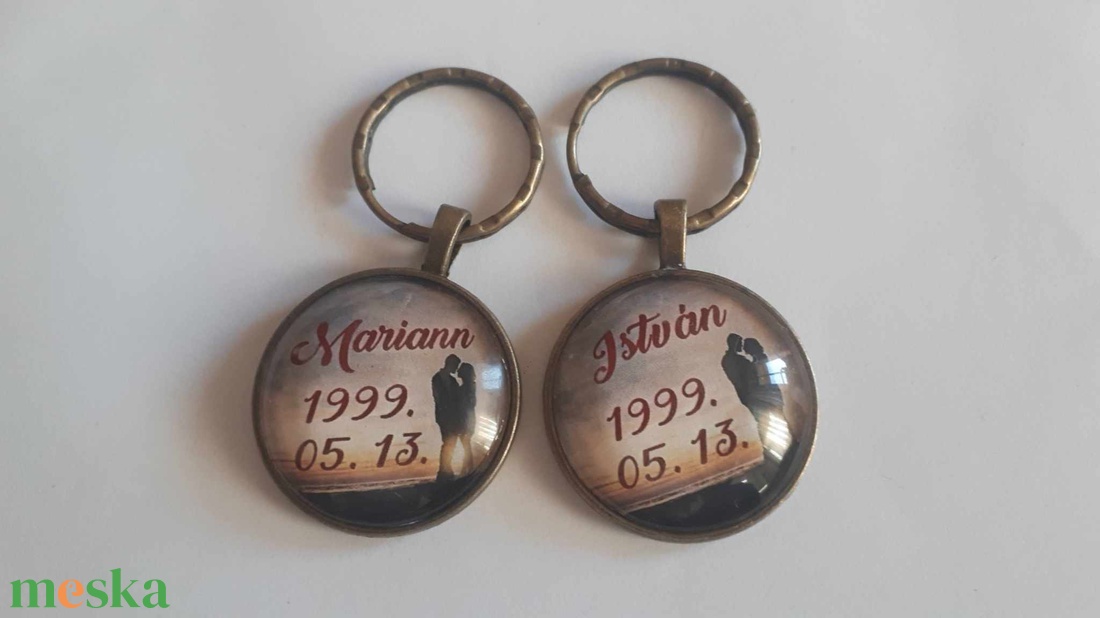 Mariann
1999.
05. 13.
István
1999.
05. 13.
meska